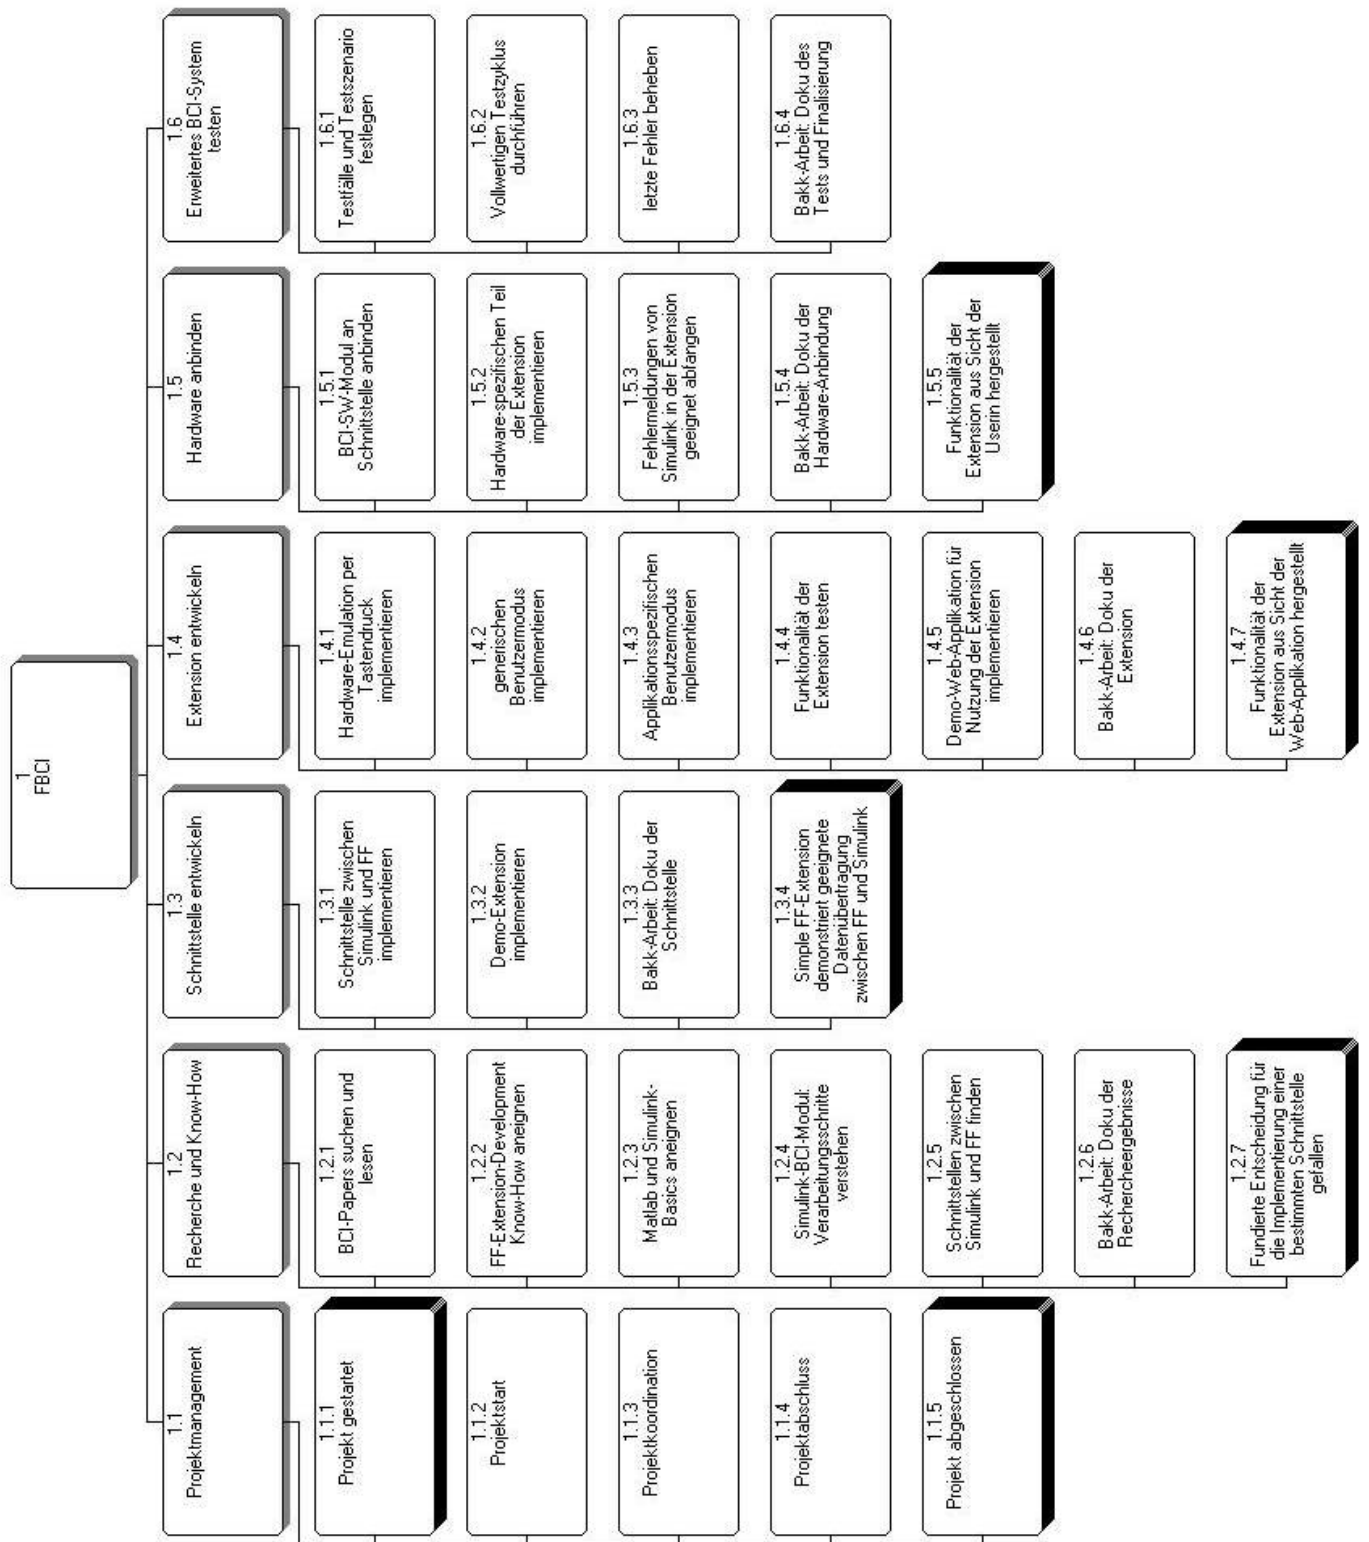 1
FBCI
1.1
Projektmanagement
1.1.1
Projekt gestartet
1.1.2
Projektstart
1.1.3
Projektkoordination
1.1.4
Projektabschluss
1.1.5
Projekt abgeschlossen
1.2
Recherche und Know-How
1.2.1
BCI-Papers suchen und
lesen
1.2.2
FF-Extension-Development
Know-How aneignen
1.2.3
Matlab und Simulink-
Basics aneignen
1.2.4
Simulink-BCI-Modul:
Verarbeitungsschritte
verstehen
1.2.5
Schnittstellen zwischen
Simulink und FF finden
1.2.6
Bakk-Arbeit: Doku der
Rechercheergebnisse
1.2.7
Fundierte Entscheidung für
die Implementierung einer
bestimmten Schnittstelle
gefallen
1.3
Schnittstelle entwickeln
1.3.1
Schnittstelle zwischen
Simulink und FF
implementieren
1.3.2
Demo-Extension
implementieren
1.3.3
Bakk-Arbeit: Doku der
Schnittstelle
1.3.4
Simple FF-Extension
demonstriert geeignete
Datenübertragung
zwischen FF und Simulink
1.4
Extension entwickeln
1.4.1
Hardware-Emulation per
Tastendruck
implementieren
1.4.2
generischen
Benutzermodus
implementieren
1.4.3
Applikationsspezifischen
Benutzermodus
implementieren
1.4.4
Funktionalität der
Extension testen
1.4.5
Demo-Web-Applikation für
Nutzung der Extension
implementieren
1.4.6
Bakk-Arbeit: Doku der
Extension
1.4.7
Funktionalität der
Extension aus Sicht der
Web-Applikation hergestellt
1.5
Hardware anbinden
1.5.1
BCI-SW-Modul an
Schnittstelle anbinden
1.5.2
Hardware-spezifischen Teil
der Extension
implementieren
1.5.3
Fehlermeldungen von
Simulink in der Extension
geeignet abfangen
1.5.4
Bakk-Arbeit: Doku der
Hardware-Anbindung
1.5.5
Funktionalität der
Extension aus Sicht der
Userin hergestellt
1.6
Erweitertes BCI-System
testen
1.6.1
Testfälle und Testszenario
festlegen
1.6.2
Vollwertigen Testzyklus
durchführen
1.6.3
letzte Fehler beheben
1.6.4
Bakk-Arbeit: Doku des
Tests und Finalisierung